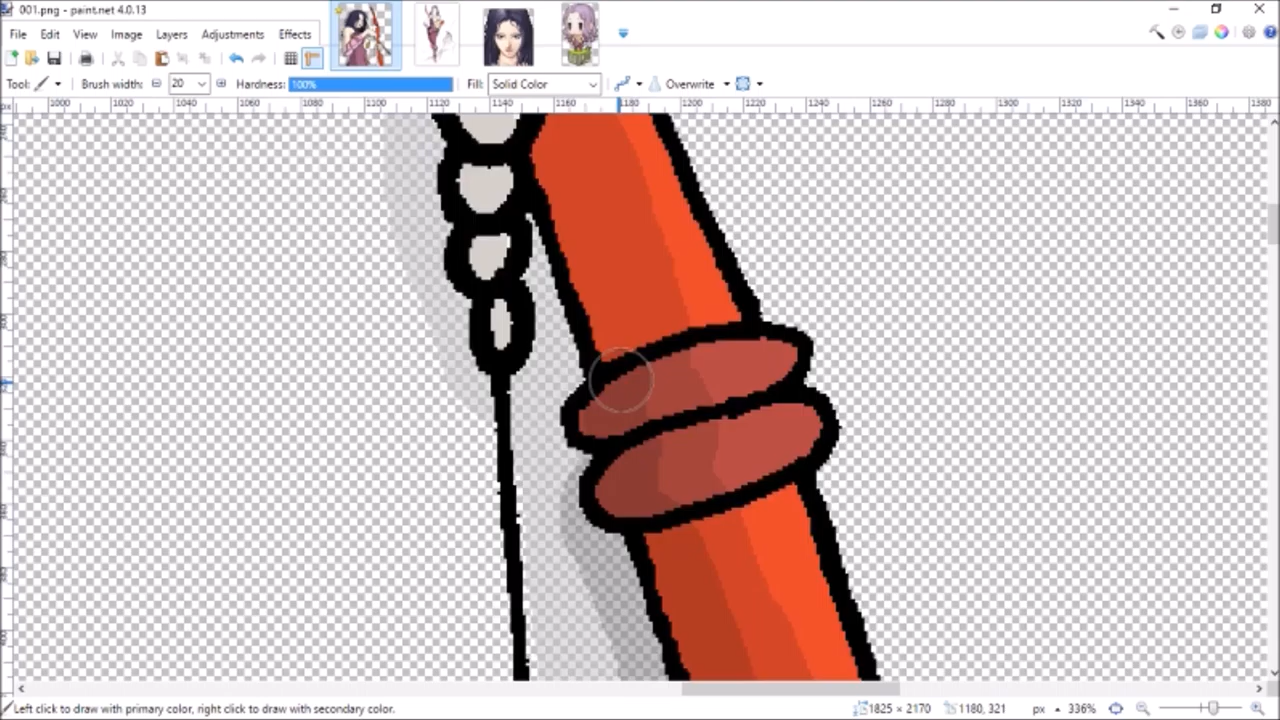 001.png - paint.net 4.0.13
File Edit View Image Layers Adjustments Effects
Tool: Brush width: 20 Hardness: 100% Fill: Solid Color Overwrite
px 1000 1020 1040 1060 1080 1100 1120 1140 1160 1180 1200 1220 1240 1260 1280 1300 1320 1340 1360 1380
Left click to draw with primary color, right click to draw with secondary color. 1825 × 2170 1180, 321 px 336%